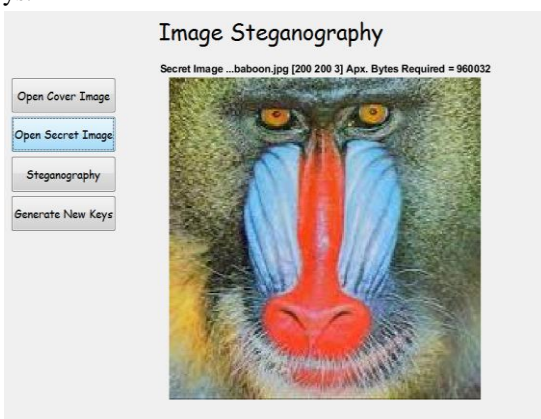 Image Steganography
Secret Image ...baboon.jpg [200 200 3] Apx. Bytes Required = 960032
Open Cover Image
Open Secret Image
Steganography
Generate New Keys